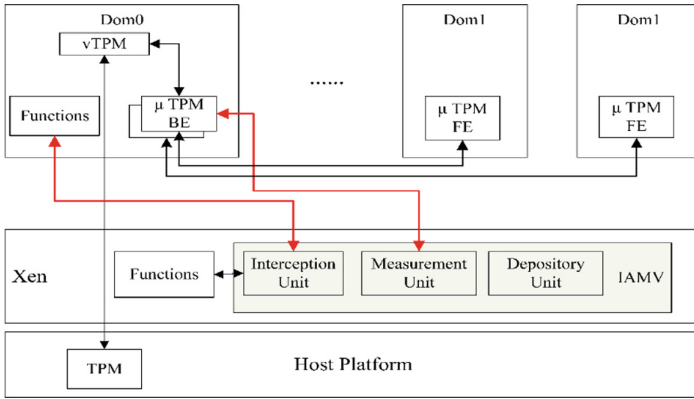 Dom0
Dom1
Dom1
vTPM
......
Functions
μ TPM
BE
μ TPM
FE
μ TPM
FE
Xen
Functions
Interception
Unit
Measurement
Unit
Depository
Unit
IAMV
TPM
Host Platform